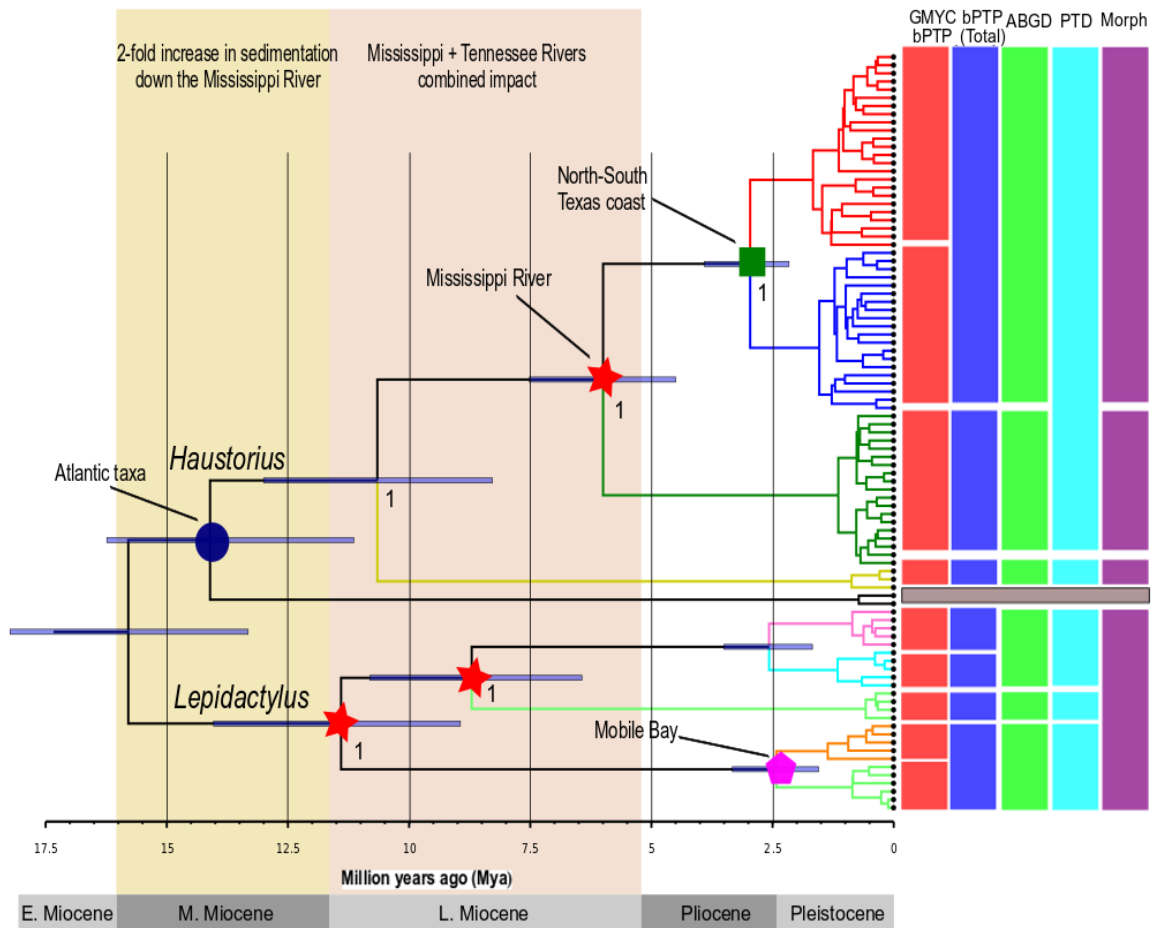 GMYC bPTP ABGD PTD Morph
bPTP (Total)
2-fold increase in sedimentation
down the Mississippi River
Mississippi + Tennessee Rivers
combined impact
North-South
Texas coast
1
Mississippi River
1
Haustorius
Atlantic taxa
1
1
Lepidactylus
Mobile Bay
1
17.5 15 12.5 10 7.5 5 2.5 0
Million years ago (Mya)
E. Miocene M. Miocene L. Miocene Pliocene Pleistocene